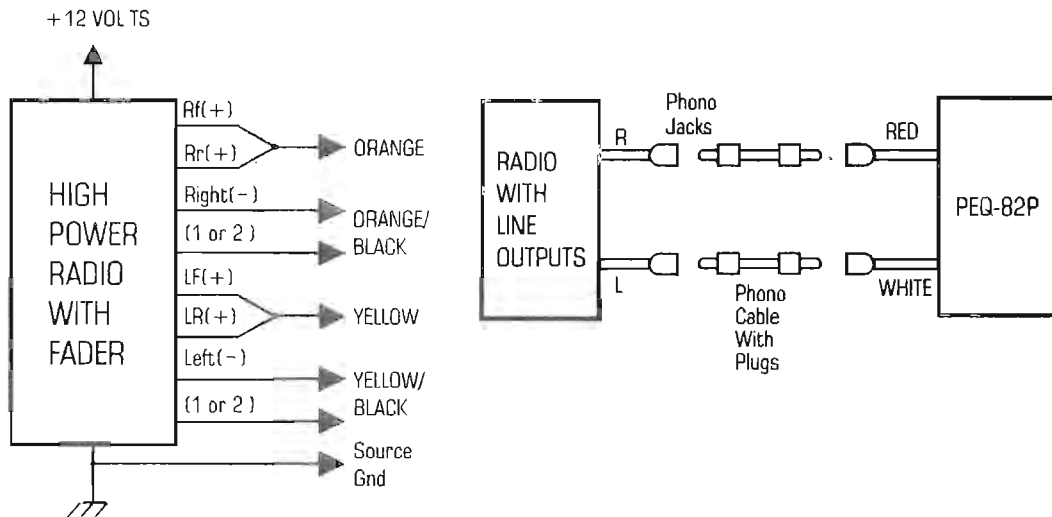 +12 VOLTS
HIGH
POWER
RADIO
WITH
FADER
Rf(+)
Rr(+)
Right(-)
(1 or 2)
LF(+)
LR(+)
Left(-)
(1 or 2)
ORANGE
ORANGE/
BLACK
YELLOW
YELLOW/
BLACK
Source
Gnd
RADIO
WITH
LINE
OUTPUTS
R
L
Phono
Jacks
Phono
Cable
With
Plugs
RED
WHITE
PEQ-82P